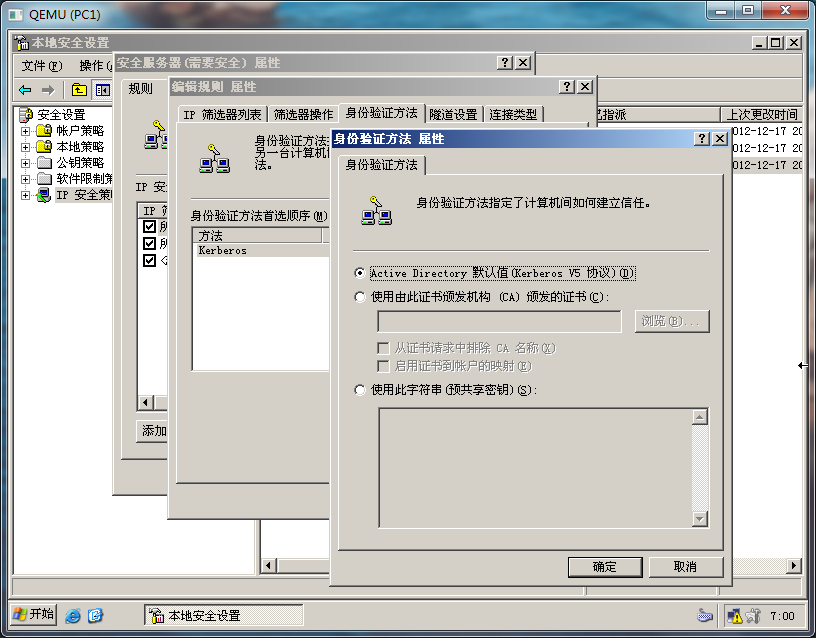 QEMU (PC1)
本地安全设置
文件(F) 操作(
安全服务器(需要安全) 属性
规则
编辑规则 属性
安全设置
帐户策略
本地策略
公钥策略
软件限制
IP 安全策
IP 安
IP
添加
IP 筛选器列表
筛选器操作
身份验证方法
隧道设置
连接类型
身份验证方法
另一台计算机
法。
身份验证方法首选顺序(M)
方法
Kerberos
指派
上次更改时间
012-12-17 20
012-12-17 20
012-12-17 20
身份验证方法 属性
身份验证方法
身份验证方法指定了计算机间如何建立信任。
Active Directory 默认值(Kerberos V5 协议)(D)
使用由此证书颁发机构 (CA) 颁发的证书(C):
浏览(B)...
从证书请求中排除 CA 名称(X)
启用证书到帐户的映射(E)
使用此字符串(预共享密钥)(S):
确定
取消
开始
本地安全设置
7:00